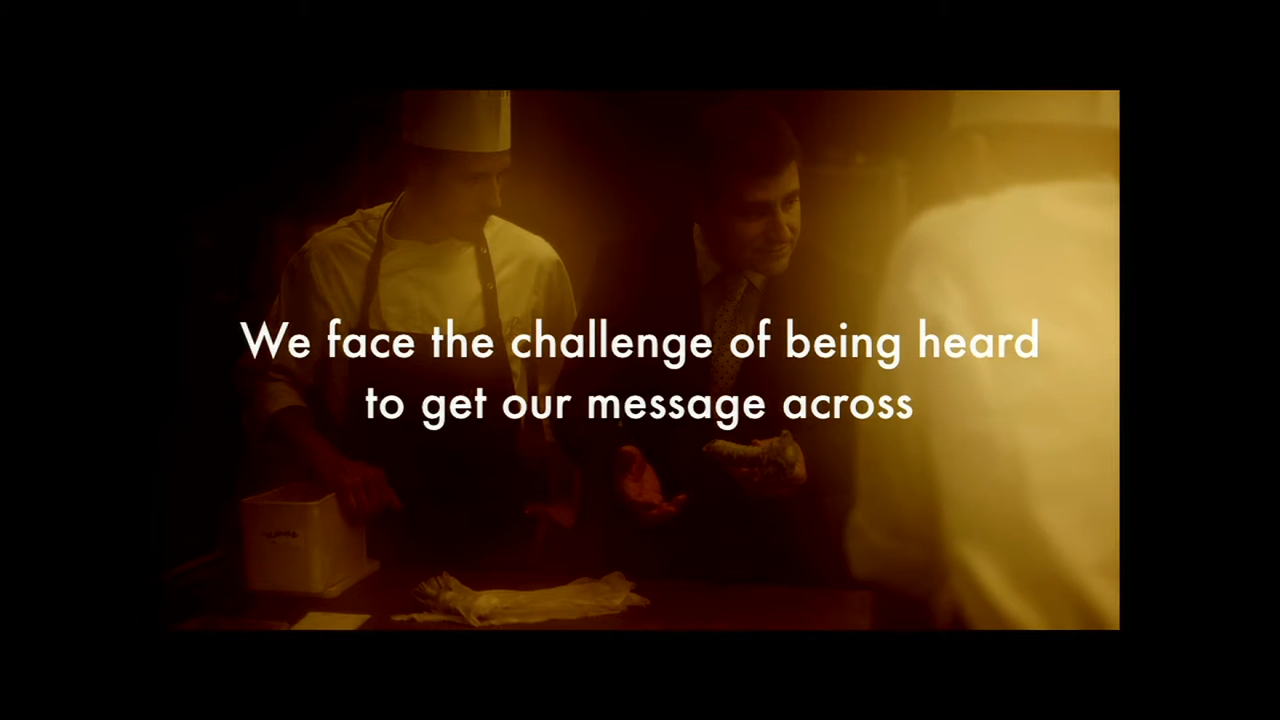 We face the challenge of being heard
to get our message across